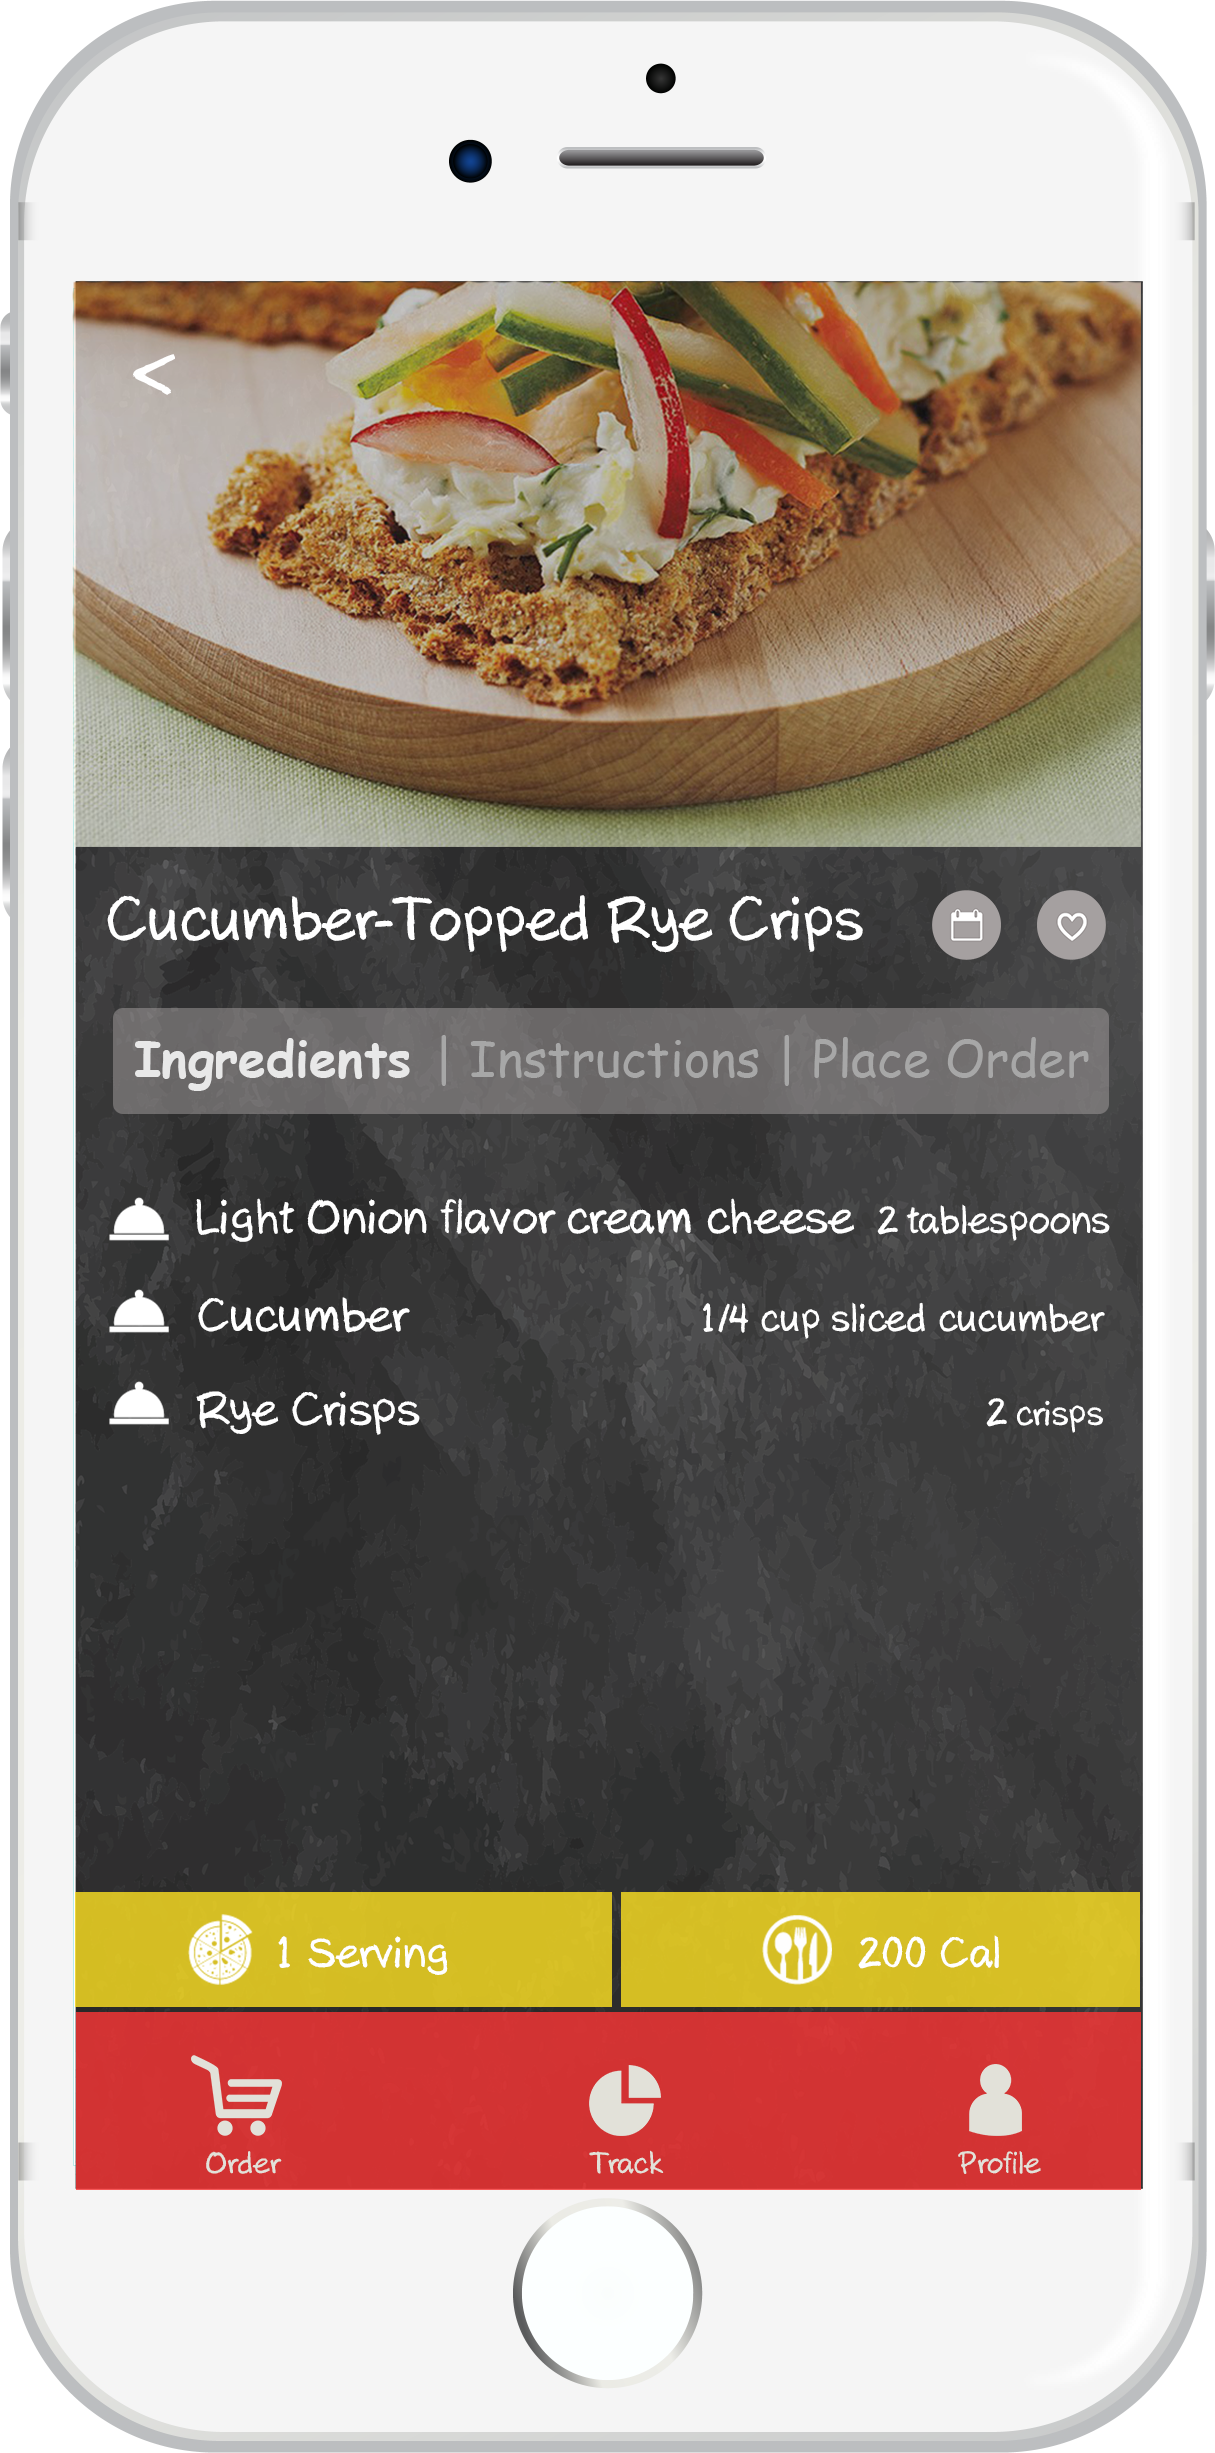 <
Cucumber-Topped Rye Crips
Ingredients | Instructions | Place Order
Light Onion flavor cream cheese 2 tablespoons
Cucumber 1/4 cup sliced cucumber
Rye Crisps 2 crisps
1 Serving 200 Cal
Order Track Profile